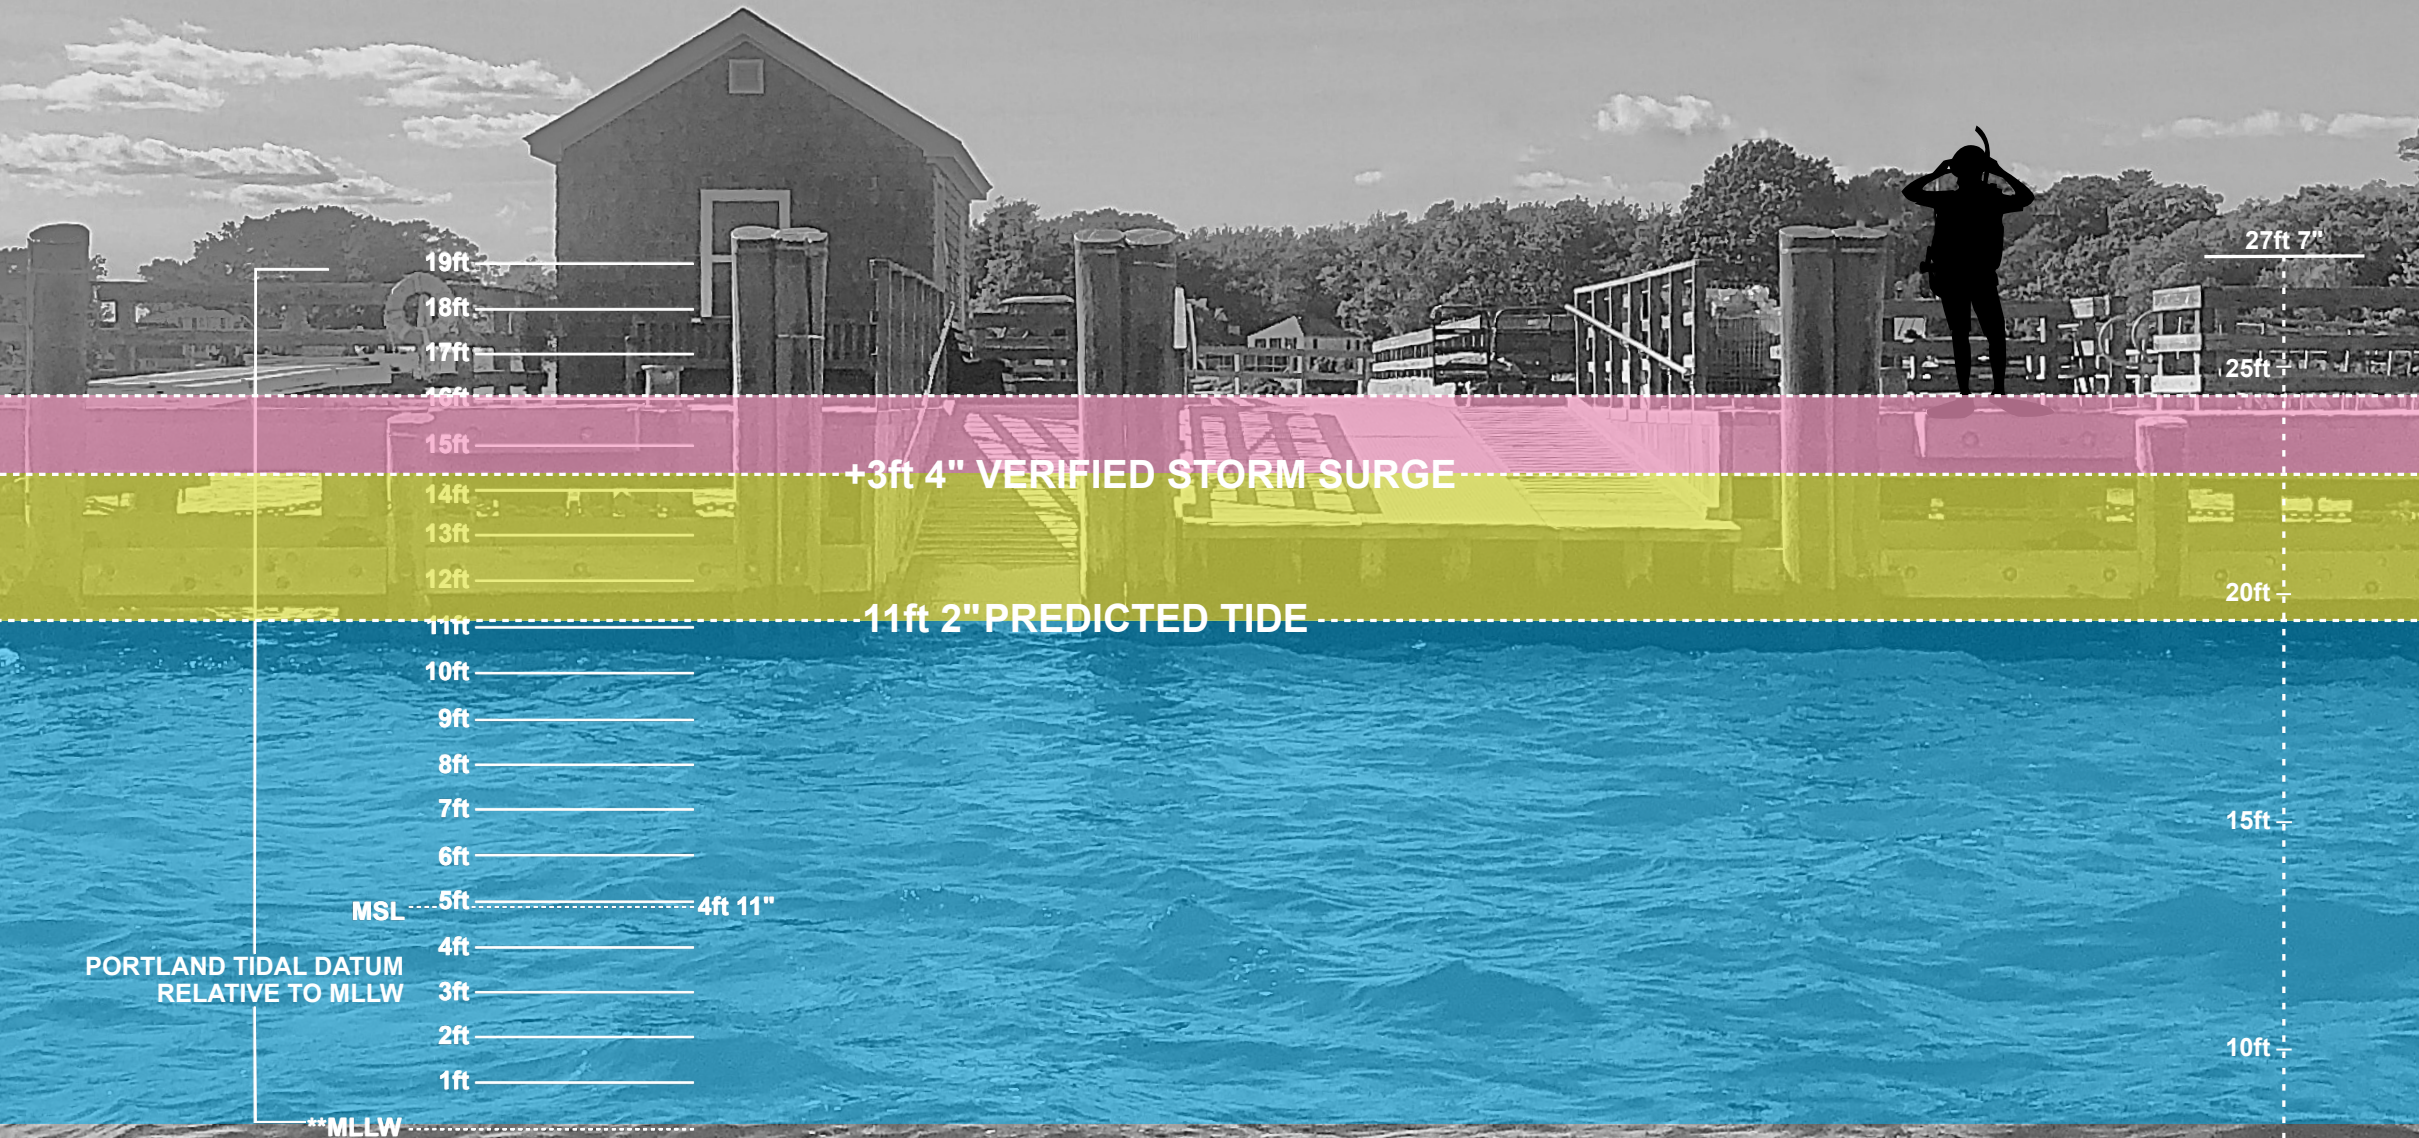 27ft 7"
19ft
18ft
17ft
25ft
16ft
15ft
+3ft 4" VERIFIED STORM SURGE
14ft
13ft
12ft
20ft
11ft 2" PREDICTED TIDE
11ft
10ft
9ft
8ft
7ft
15ft
6ft
5ft
MSL
4ft 11"
4ft
PORTLAND TIDAL DATUM
RELATIVE TO MLLW
3ft
2ft
10ft
1ft
**MLLW